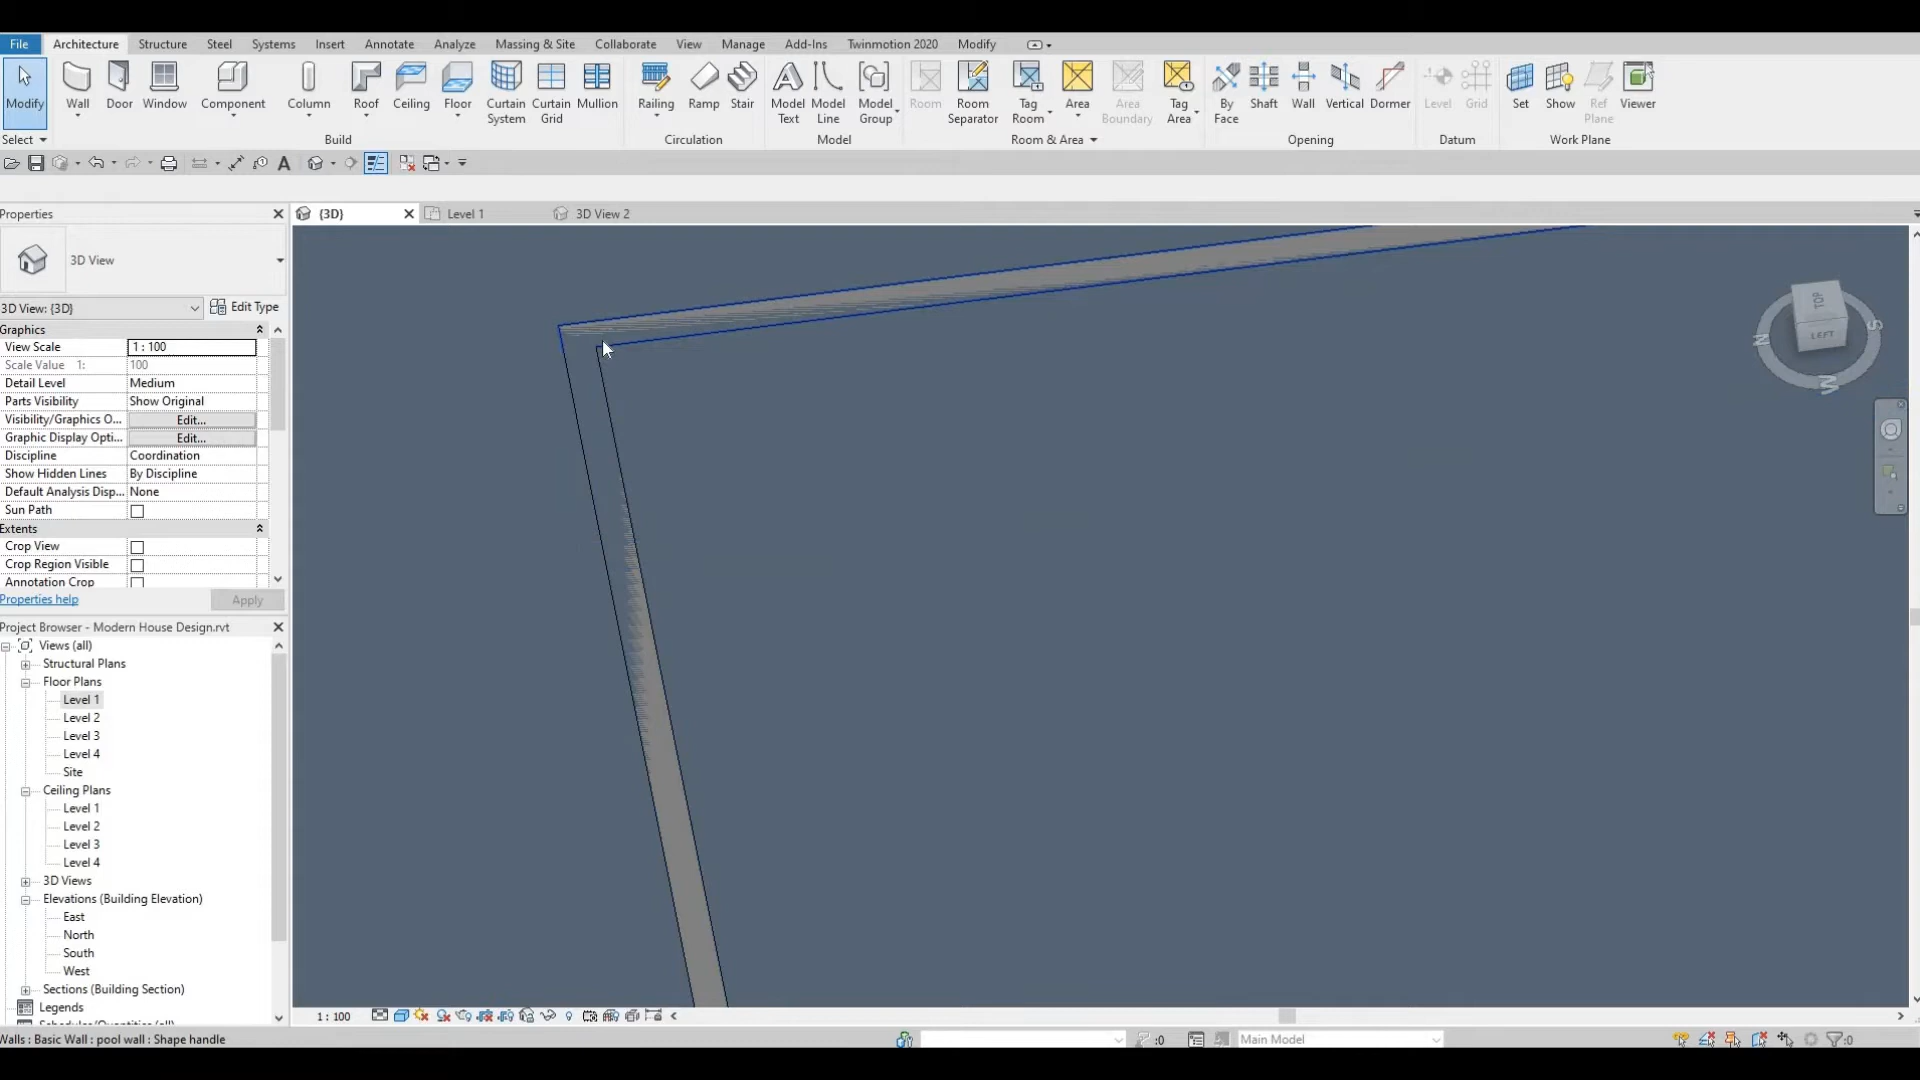 File Architecture Structure Steel Systems Insert Annotate Analyze Massing & Site Collaborate View Manage Add-Ins Twinmotion 2020 Modify
Modify Wall Door Window Component Column Roof Ceiling Floor Curtain System Curtain Grid Mullion Railing Ramp Stair Model Text Model Line Model Group Room Room Separator Tag Room Area Area Boundary Tag Area By Face Shaft Wall Vertical Dormer Level Grid Set Show Ref Plane Viewer
Select Build Circulation Model Room & Area Opening Datum Work Plane
Properties
{3D} Level 1 3D View 2
3D View
3D View: {3D} Edit Type
Graphics
View Scale 1 : 100
Scale Value 1: 100
Detail Level Medium
Parts Visibility Show Original
Visibility/Graphics O... Edit...
Graphic Display Opti... Edit...
Discipline Coordination
Show Hidden Lines By Discipline
Default Analysis Disp... None
Sun Path
Extents
Crop View
Crop Region Visible
Annotation Crop
Properties help Apply
Project Browser - Modern House Design.rvt
Views (all)
Structural Plans
Floor Plans
Level 1
Level 2
Level 3
Level 4
Site
Ceiling Plans
Level 1
Level 2
Level 3
Level 4
3D Views
Elevations (Building Elevation)
East
North
South
West
Sections (Building Section)
Legends
TOP
LEFT
N S W
1 : 100
Walls : Basic Wall : pool wall : Shape handle
:0 Main Model :0